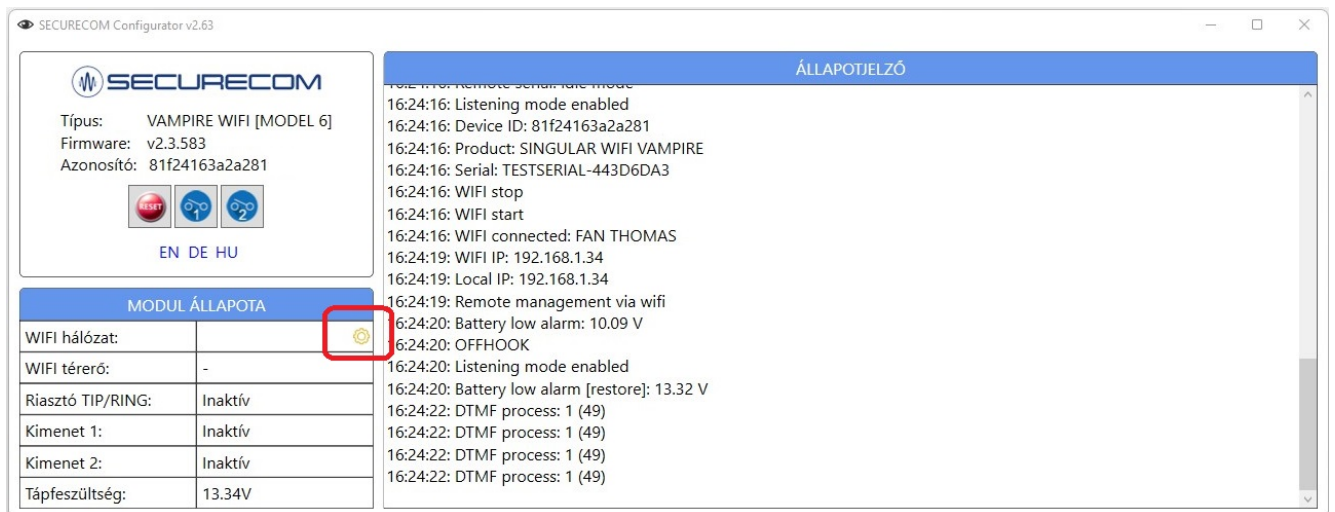 SECURECOM Configurator v2.63
SECURECOM
Típus: VAMPIRE WIFI [MODEL 6]
Firmware: v2.3.583
Azonosító: 81f24163a2a281
RESET 1 2
EN DE HU
MODUL ÁLLAPOTA
WIFI hálózat:
WIFI térerő: -
Riasztó TIP/RING: Inaktív
Kimenet 1: Inaktív
Kimenet 2: Inaktív
Tápfeszültség: 13.34V
ÁLLAPOTJELZŐ
16:24:16: Remote serial: Idle mode
16:24:16: Listening mode enabled
16:24:16: Device ID: 81f24163a2a281
16:24:16: Product: SINGULAR WIFI VAMPIRE
16:24:16: Serial: TESTSERIAL-443D6DA3
16:24:16: WIFI stop
16:24:16: WIFI start
16:24:16: WIFI connected: FAN THOMAS
16:24:19: WIFI IP: 192.168.1.34
16:24:19: Local IP: 192.168.1.34
16:24:19: Remote management via wifi
16:24:20: Battery low alarm: 10.09 V
16:24:20: OFFHOOK
16:24:20: Listening mode enabled
16:24:20: Battery low alarm [restore]: 13.32 V
16:24:22: DTMF process: 1 (49)
16:24:22: DTMF process: 1 (49)
16:24:22: DTMF process: 1 (49)
16:24:22: DTMF process: 1 (49)